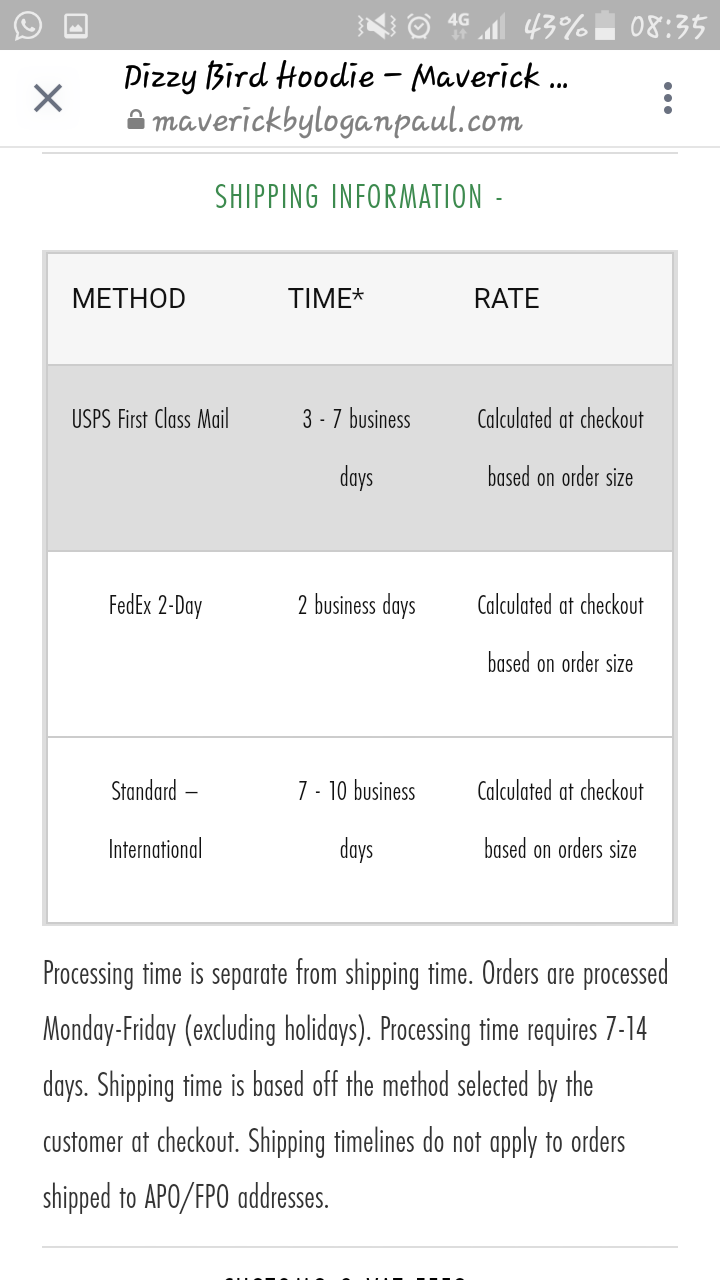 4G 43% 08:35
Dizzy Bird Hoodie – Maverick ...
maverickbyloganpaul.com
SHIPPING INFORMATION -
METHOD TIME* RATE
USPS First Class Mail 3 - 7 business Calculated at checkout
days based on order size
FedEx 2-Day 2 business days Calculated at checkout
based on order size
Standard – 7 - 10 business Calculated at checkout
International days based on orders size
Processing time is separate from shipping time. Orders are processed
Monday-Friday (excluding holidays). Processing time requires 7-14
days. Shipping time is based off the method selected by the
customer at checkout. Shipping timelines do not apply to orders
shipped to APO/FPO addresses.